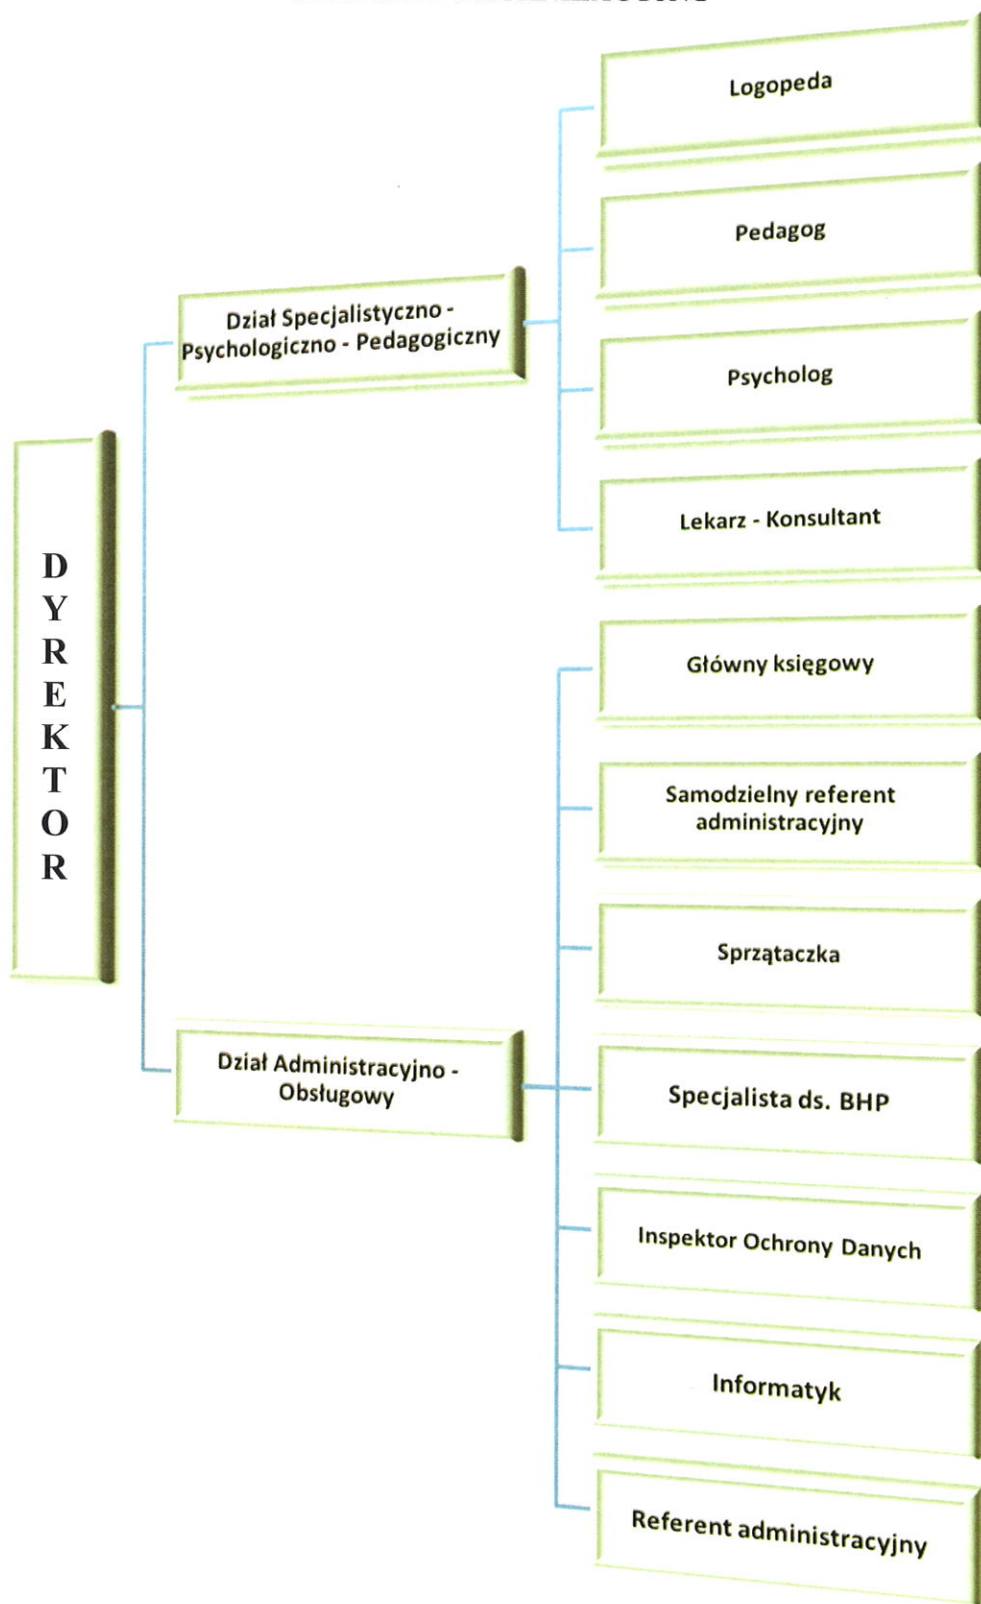 Logopeda
Pedagog
Dział Specjalistyczno -
Psychologiczno - Pedagogiczny
Psycholog
Lekarz - Konsultant
DYREKTOR
Główny księgowy
Samodzielny referent
administracyjny
Sprzątaczka
Dział Administracyjno -
Obsługowy
Specjalista ds. BHP
Inspektor Ochrony Danych
Informatyk
Referent administracyjny